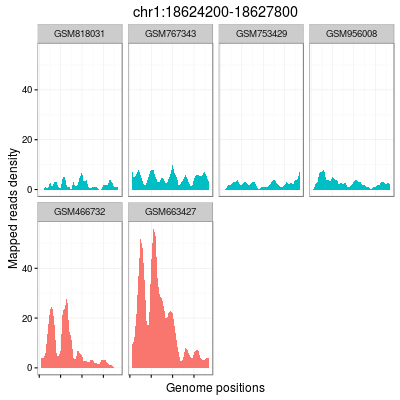 chr1:18624200-18627800
GSM818031 GSM767343 GSM753429 GSM956008
40
20
0
GSM466732 GSM663427
40
20
0
Mapped reads density
Genome positions